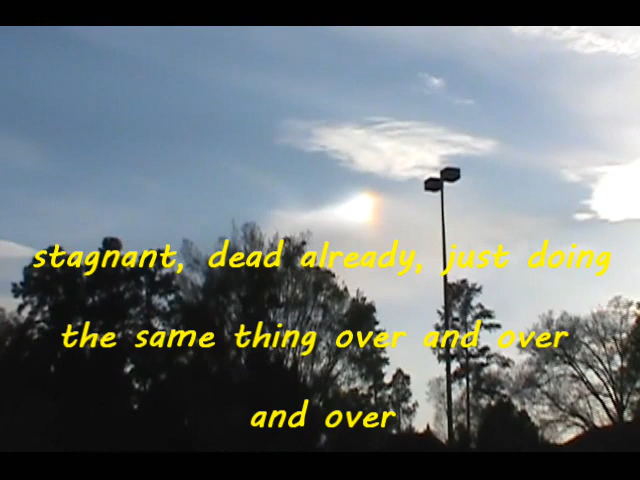 stagnant, dead already, just doing
the same thing over and over
and over